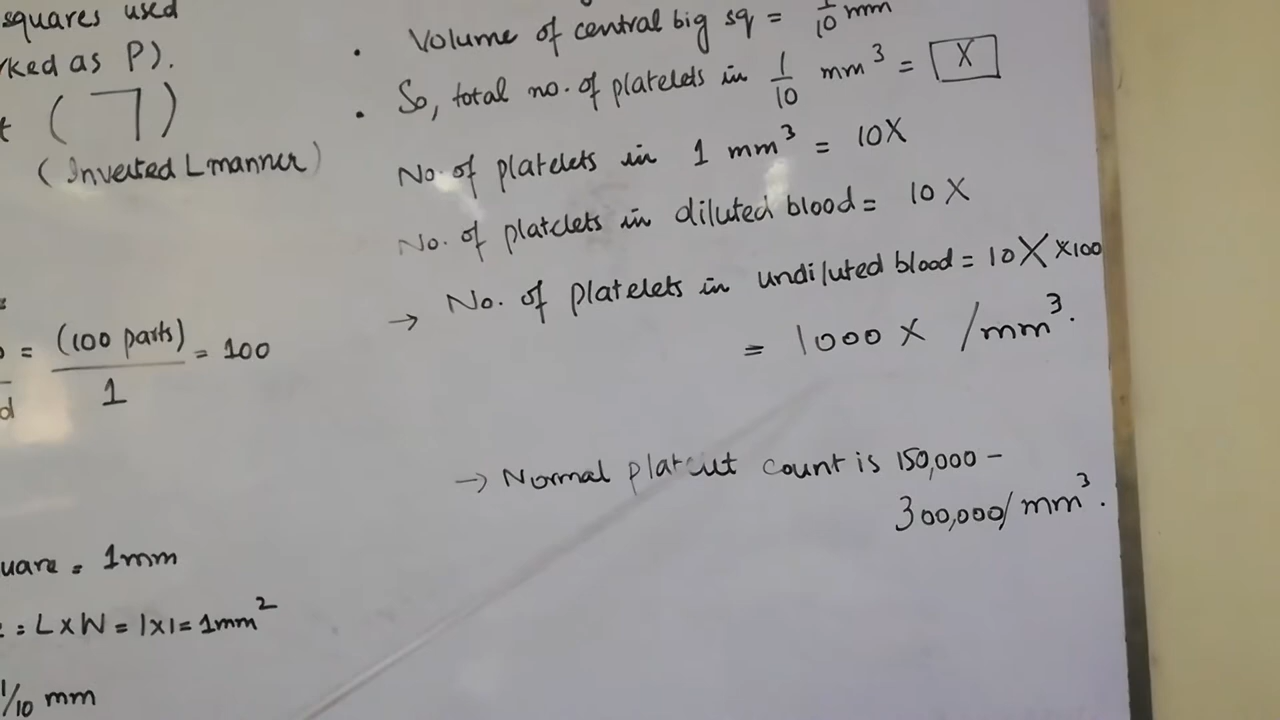 squares used
rked as P).
( ㄱ )
(Inverted L manner)
= (100 parts) / 1 = 100
d
uare = 1mm
= L x W = 1x1 = 1mm²
1/10 mm
• Volume of central big sq = 1/10 mm
• So, total no. of platelets in 1/10 mm³ = X
No. of platelets in 1 mm³ = 10X
No. of platelets in diluted blood = 10 X
→ No. of platelets in undiluted blood = 10X x100
= 1000 X /mm³.
→ Normal platelet count is 150,000 -
300,000/mm³.